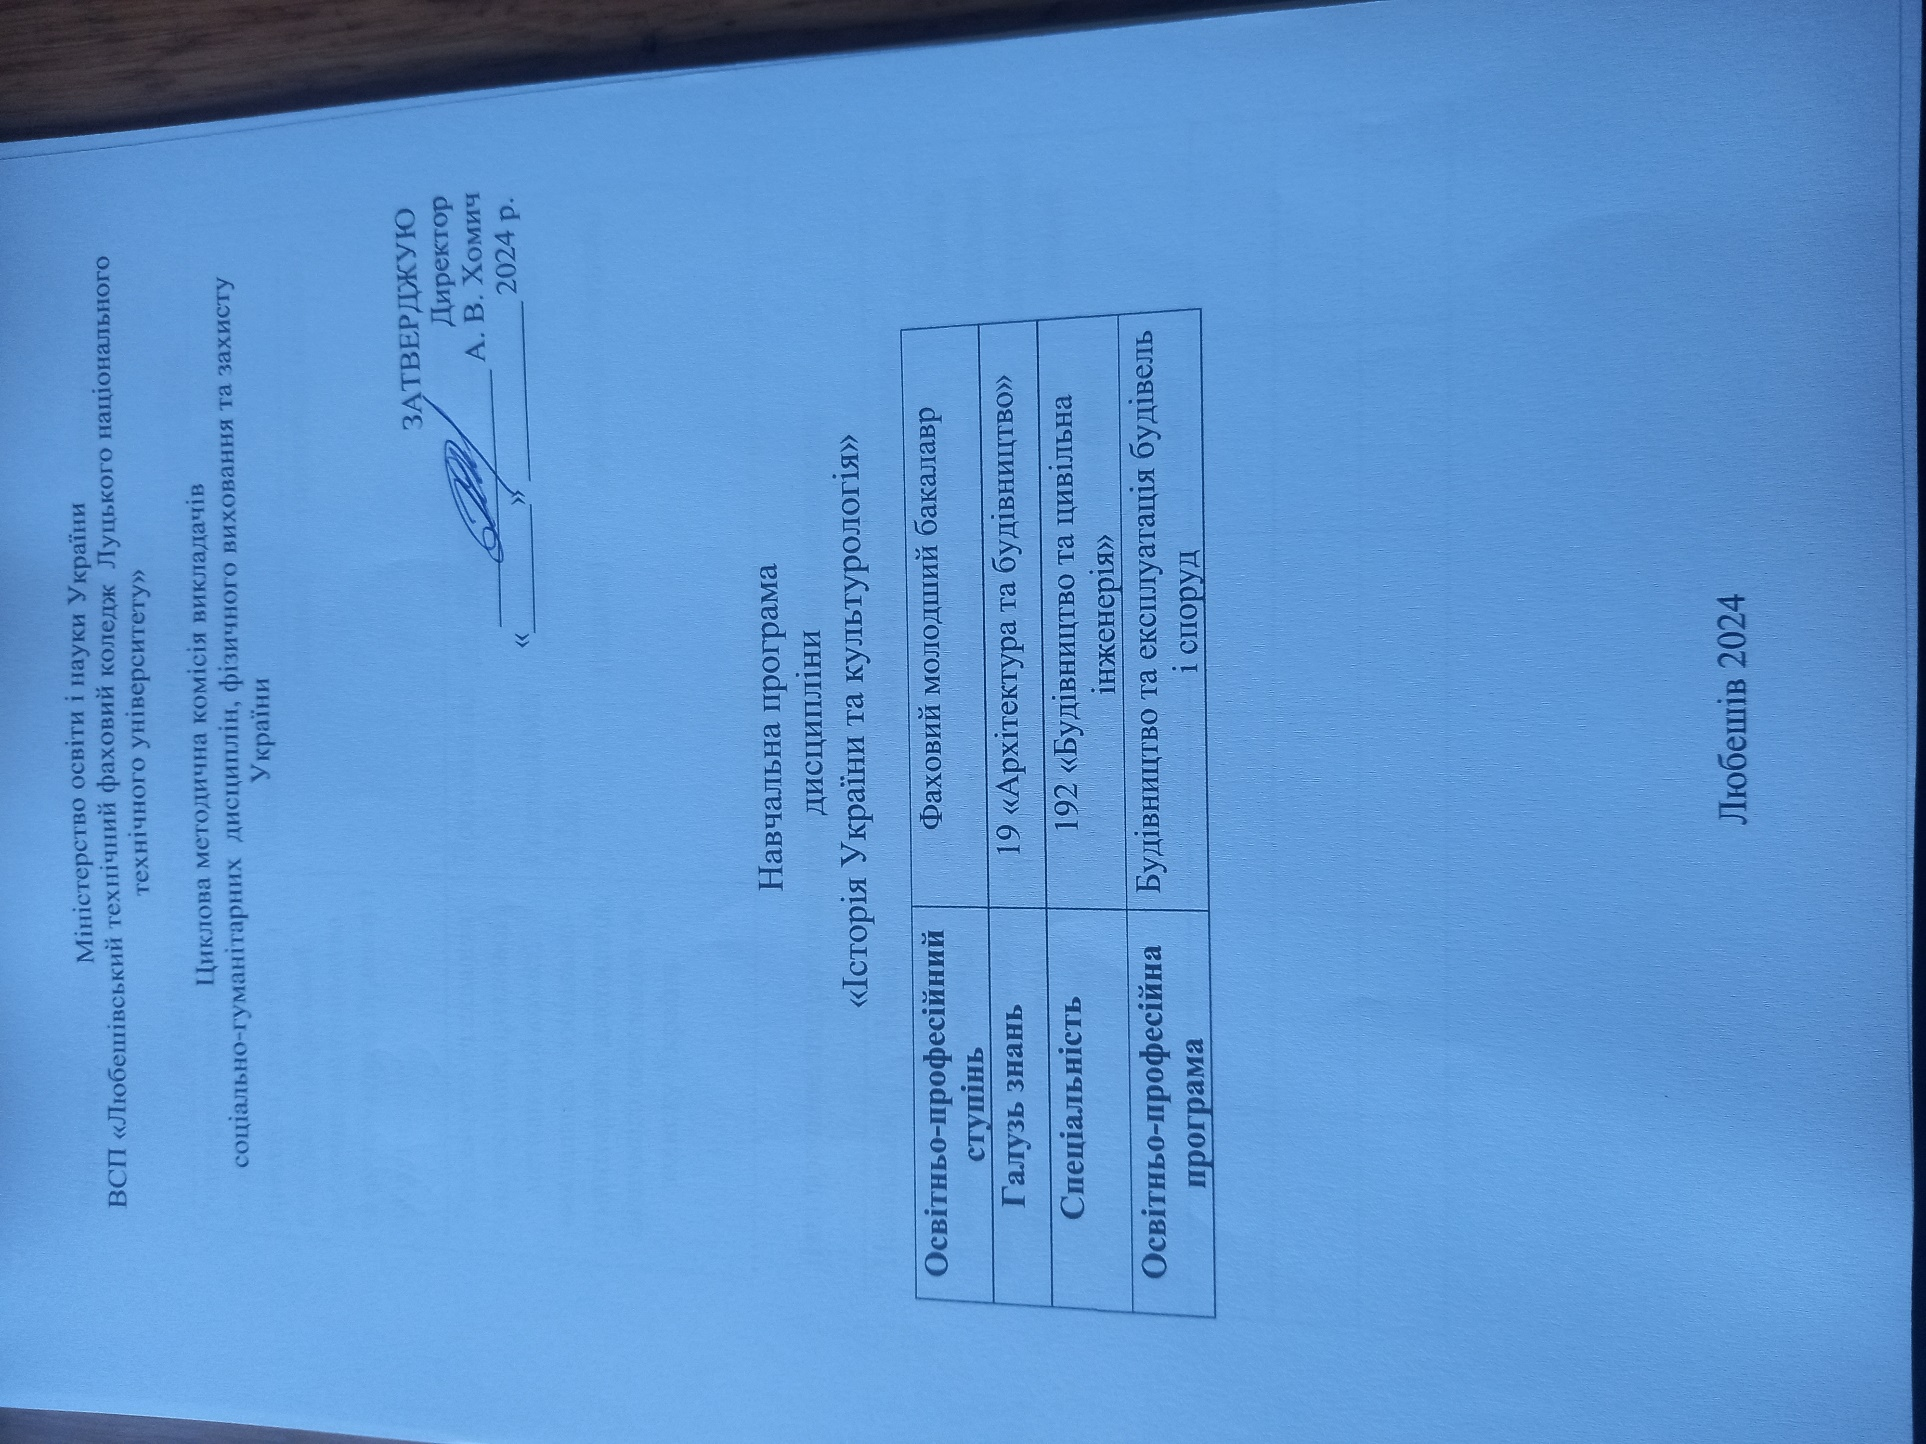 Міністерство освіти і науки України
ВСП «Любешівський технічний фаховий коледж Луцького національного
технічного університету»
Циклова методична комісія викладачів
соціально-гуманітарних дисциплін, фізичного виховання та захисту
України
ЗАТВЕРДЖУЮ
Директор
____________ А. В. Хомич
«________» ____________ 2024 р.
Навчальна програма
дисципліни
«Історія України та культурологія»
Освітньо-професійний
ступінь
Фаховий молодший бакалавр
Галузь знань
19 «Архітектура та будівництво»
Спеціальність
192 «Будівництво та цивільна
інженерія»
Освітньо-професійна
програма
Будівництво та експлуатація будівель
і споруд
Любешів 2024